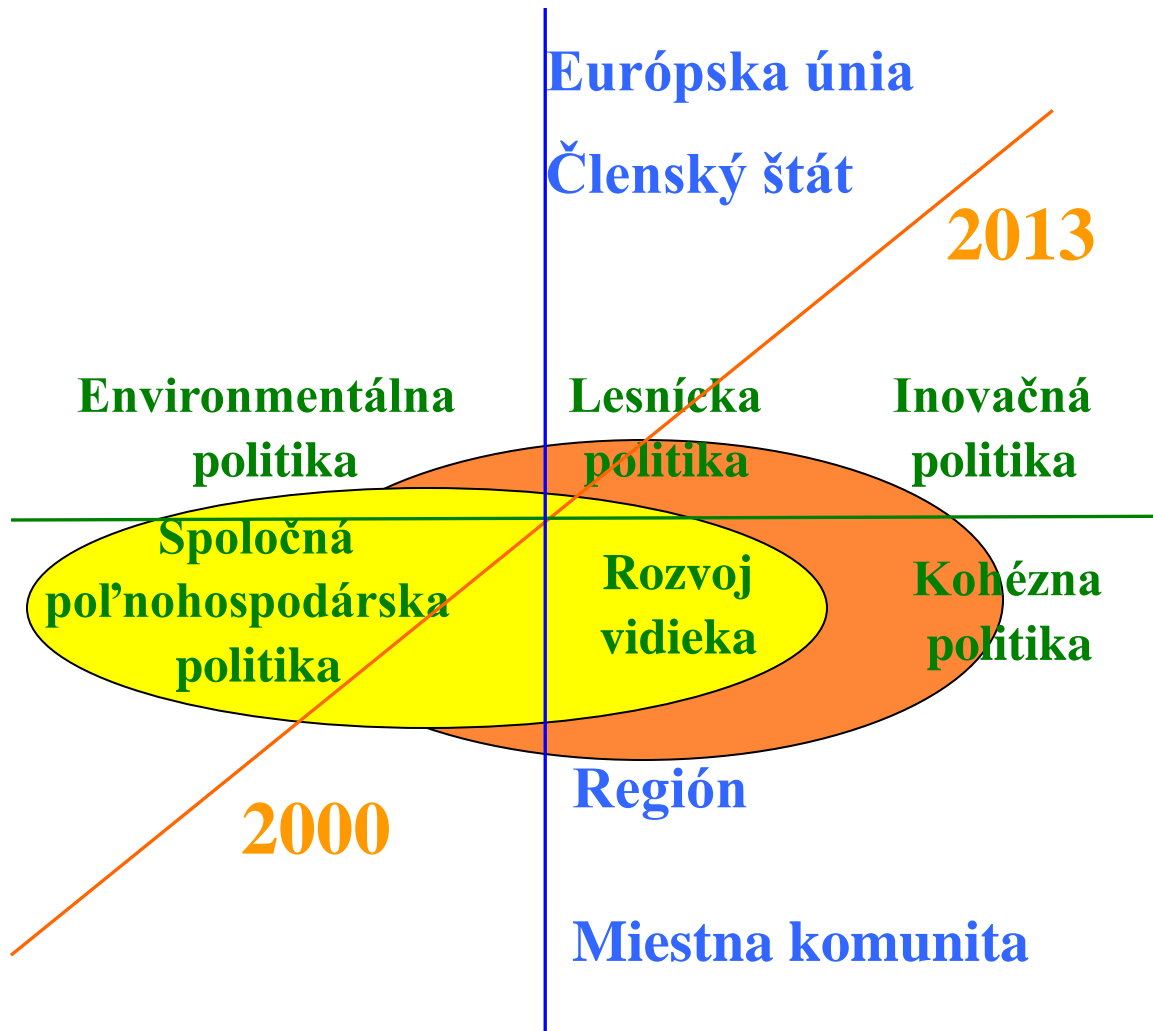 Európska únia
Členský štát
2013
Environmentálna
politika
Lesnícka
politika
Inovačná
politika
Spoločná
poľnohospodárska
politika
Rozvoj
vidieka
Kohézna
politika
Región
2000
Miestna komunita